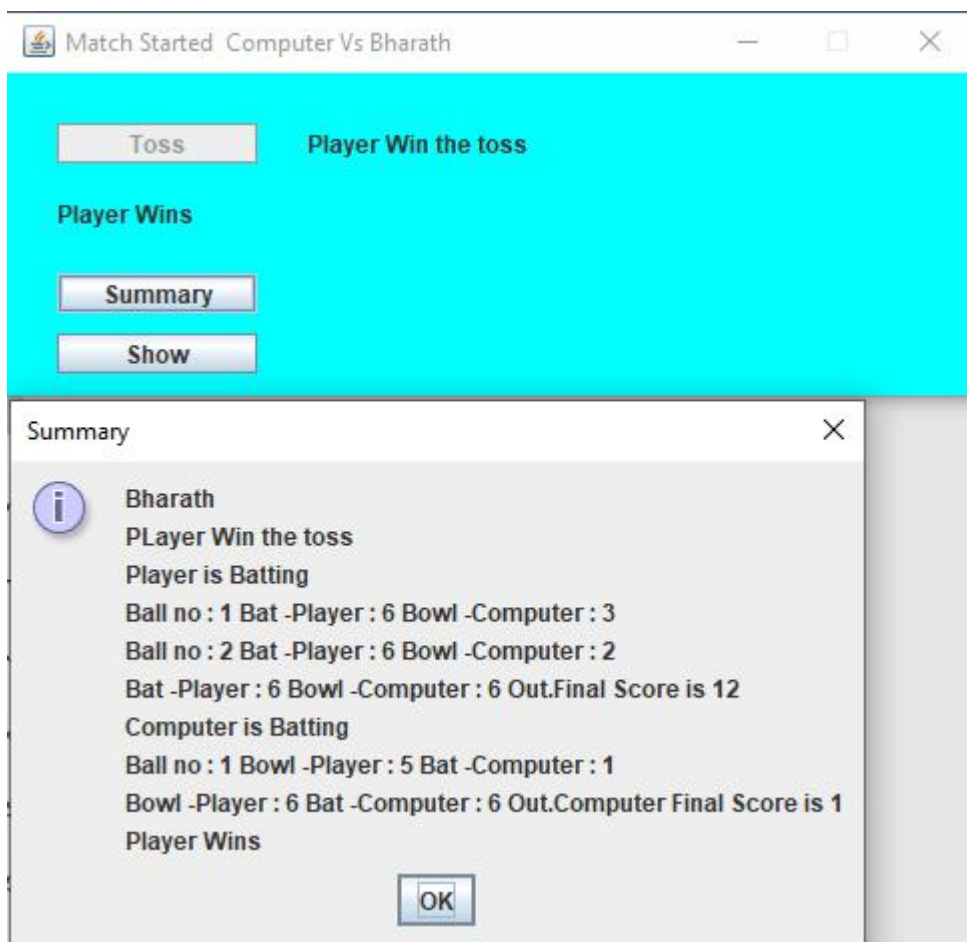 Match Started  Computer Vs Bharath
Toss
Player Win the toss
Player Wins
Summary
Show
Summary
Bharath
PLayer Win the toss
Player is Batting
Ball no : 1 Bat -Player : 6 Bowl -Computer : 3
Ball no : 2 Bat -Player : 6 Bowl -Computer : 2
Bat -Player : 6 Bowl -Computer : 6 Out.Final Score is 12
Computer is Batting
Ball no : 1 Bowl -Player : 5 Bat -Computer : 1
Bowl -Player : 6 Bat -Computer : 6 Out.Computer Final Score is 1
Player Wins
OK